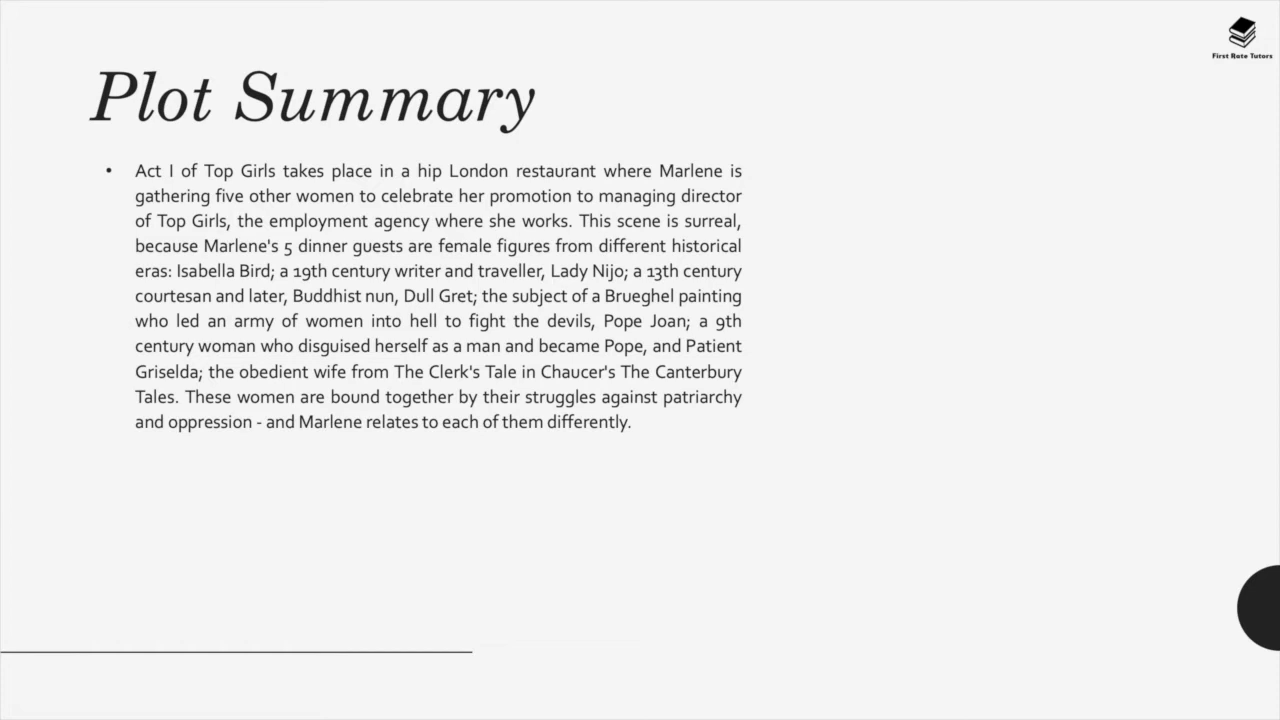 First Rate Tutors
Plot Summary
• Act I of Top Girls takes place in a hip London restaurant where Marlene is
gathering five other women to celebrate her promotion to managing director
of Top Girls, the employment agency where she works. This scene is surreal,
because Marlene's 5 dinner guests are female figures from different historical
eras: Isabella Bird; a 19th century writer and traveller, Lady Nijo; a 13th century
courtesan and later, Buddhist nun, Dull Gret; the subject of a Brueghel painting
who led an army of women into hell to fight the devils, Pope Joan; a 9th
century woman who disguised herself as a man and became Pope, and Patient
Griselda; the obedient wife from The Clerk's Tale in Chaucer's The Canterbury
Tales. These women are bound together by their struggles against patriarchy
and oppression - and Marlene relates to each of them differently.